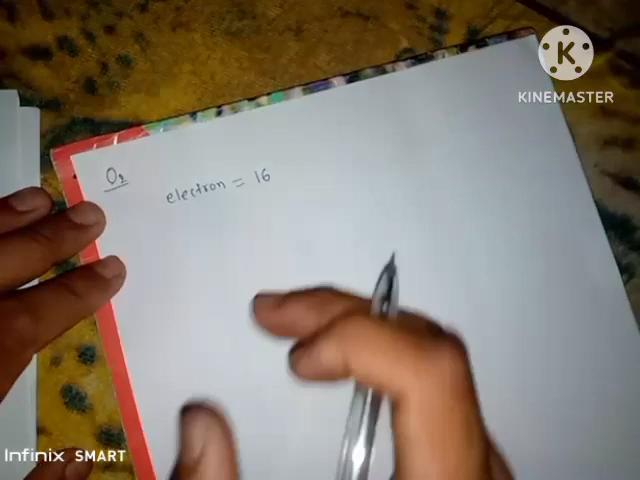 K
KINEMASTER
O₂
electron = 16
Infinix SMART